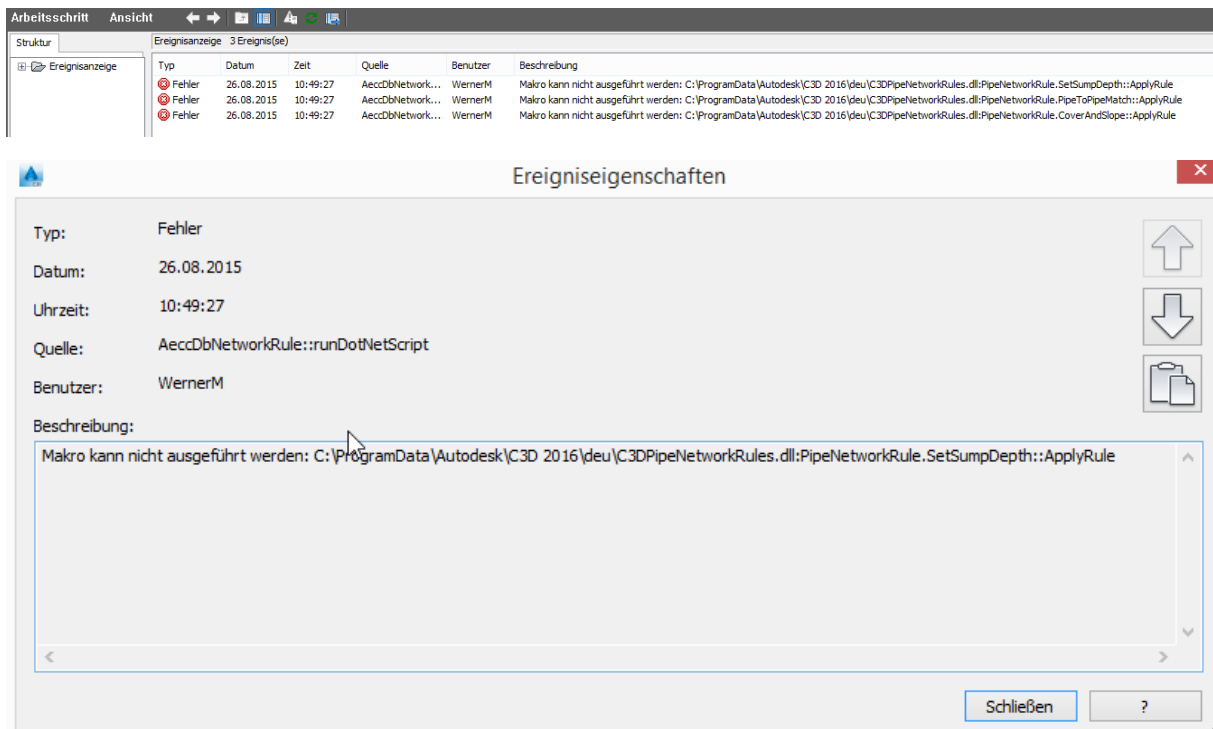 Arbeitsschritt Ansicht
Struktur
Ereignisanzeige 3 Ereignis(se)
Ereignisanzeige
Typ Datum Zeit Quelle Benutzer Beschreibung
Fehler 26.08.2015 10:49:27 AeccDbNetwork... WernerM Makro kann nicht ausgeführt werden: C:\ProgramData\Autodesk\C3D 2016\deu\C3DPipeNetworkRules.dll:PipeNetworkRule.SetSumpDepth::ApplyRule
Fehler 26.08.2015 10:49:27 AeccDbNetwork... WernerM Makro kann nicht ausgeführt werden: C:\ProgramData\Autodesk\C3D 2016\deu\C3DPipeNetworkRules.dll:PipeNetworkRule.PipeToPipeMatch::ApplyRule
Fehler 26.08.2015 10:49:27 AeccDbNetwork... WernerM Makro kann nicht ausgeführt werden: C:\ProgramData\Autodesk\C3D 2016\deu\C3DPipeNetworkRules.dll:PipeNetworkRule.CoverAndSlope::ApplyRule
Ereigniseigenschaften
Typ: Fehler
Datum: 26.08.2015
Uhrzeit: 10:49:27
Quelle: AeccDbNetworkRule::runDotNetScript
Benutzer: WernerM
Beschreibung:
Makro kann nicht ausgeführt werden: C:\ProgramData\Autodesk\C3D 2016\deu\C3DPipeNetworkRules.dll:PipeNetworkRule.SetSumpDepth::ApplyRule
Schließen ?